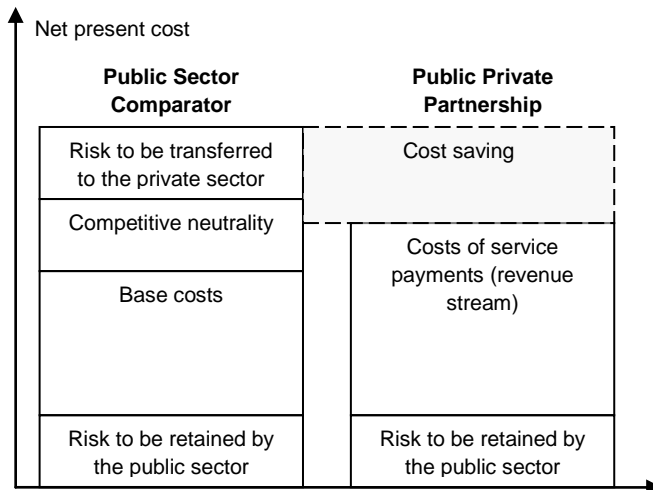 Net present cost
Public Sector
Comparator
Public Private
Partnership
Risk to be transferred
to the private sector
Cost saving
Competitive neutrality
Costs of service
payments (revenue
stream)
Base costs
Risk to be retained by
the public sector
Risk to be retained by
the public sector